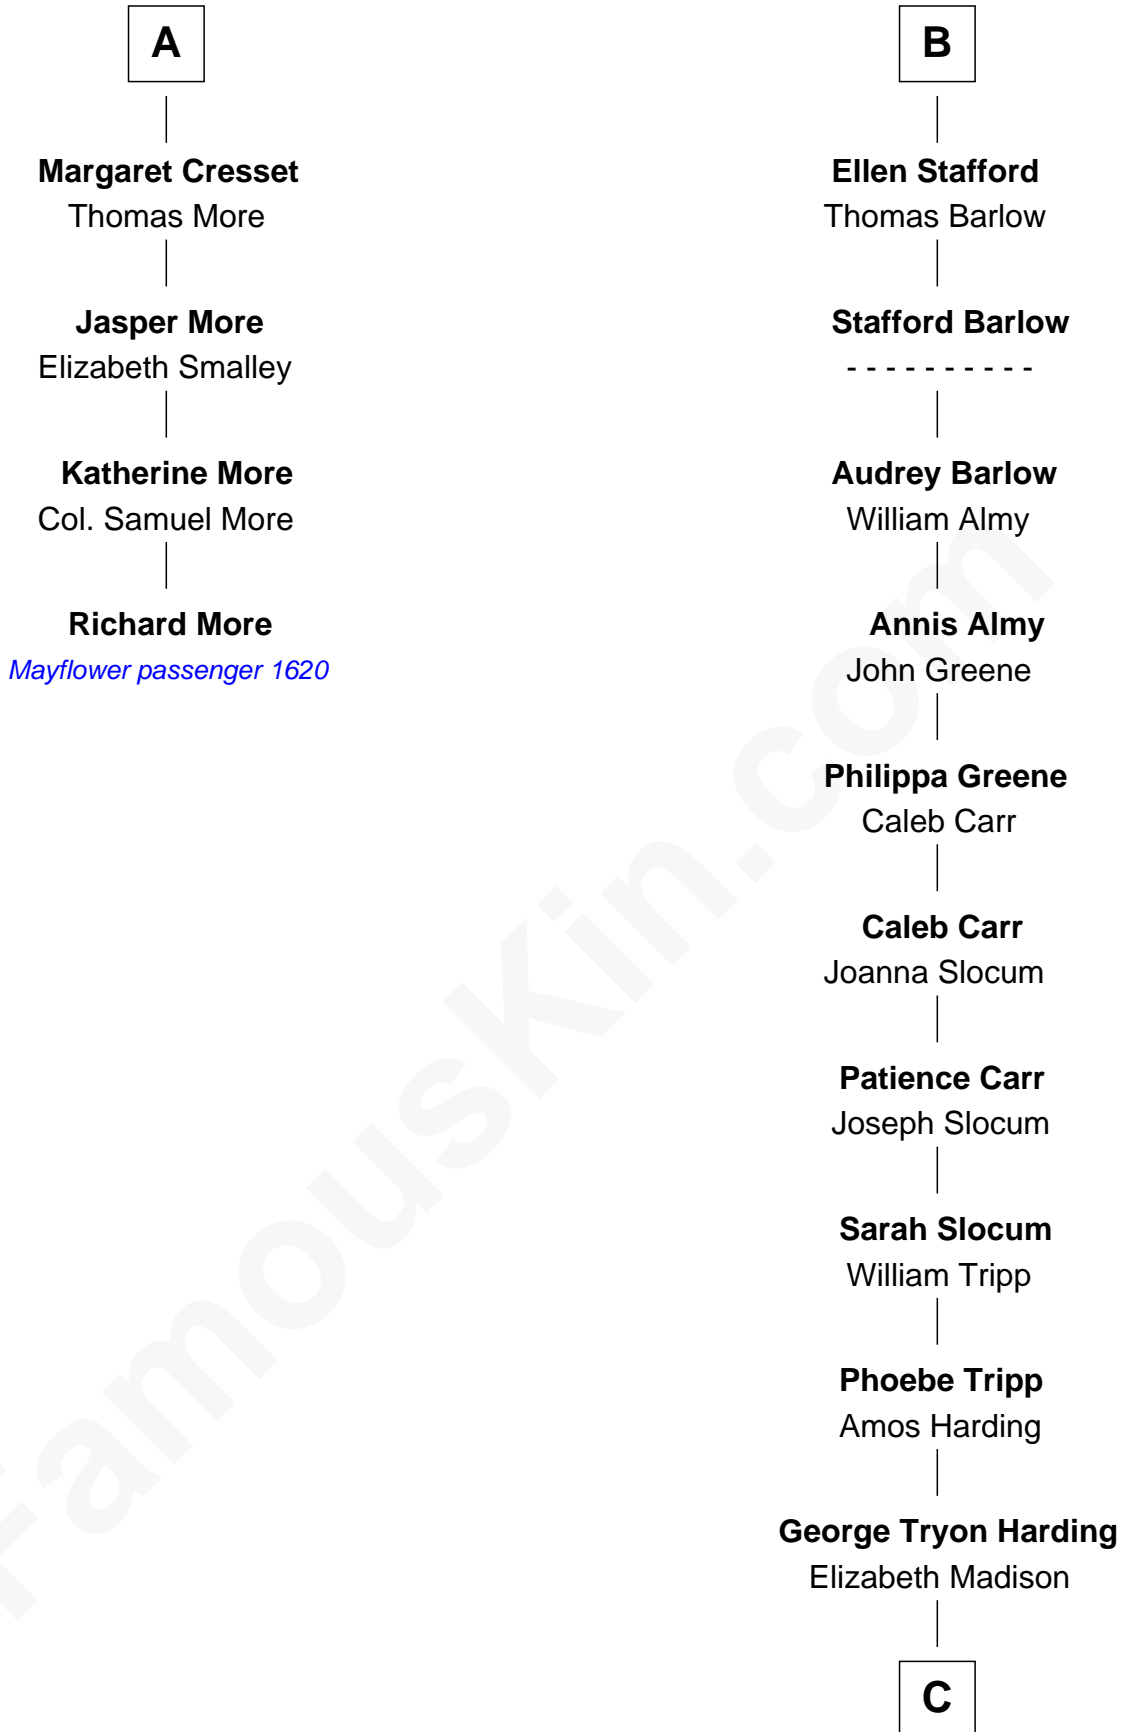 A
Margaret Cresset
Thomas More
Jasper More
Elizabeth Smalley
Katherine More
Col. Samuel More
Richard More
Mayflower passenger 1620
B
Ellen Stafford
Thomas Barlow
Stafford Barlow
- - - - - - - - - -
Audrey Barlow
William Almy
Annis Almy
John Greene
Philippa Greene
Caleb Carr
Caleb Carr
Joanna Slocum
Patience Carr
Joseph Slocum
Sarah Slocum
William Tripp
Phoebe Tripp
Amos Harding
George Tryon Harding
Elizabeth Madison
C
FamousKin.com